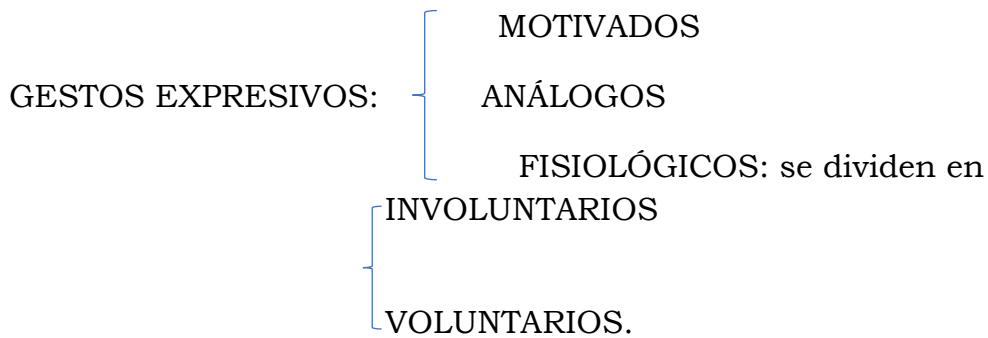 MOTIVADOS
GESTOS EXPRESIVOS: ANÁLOGOS
FISIOLÓGICOS: se dividen en
INVOLUNTARIOS
VOLUNTARIOS.